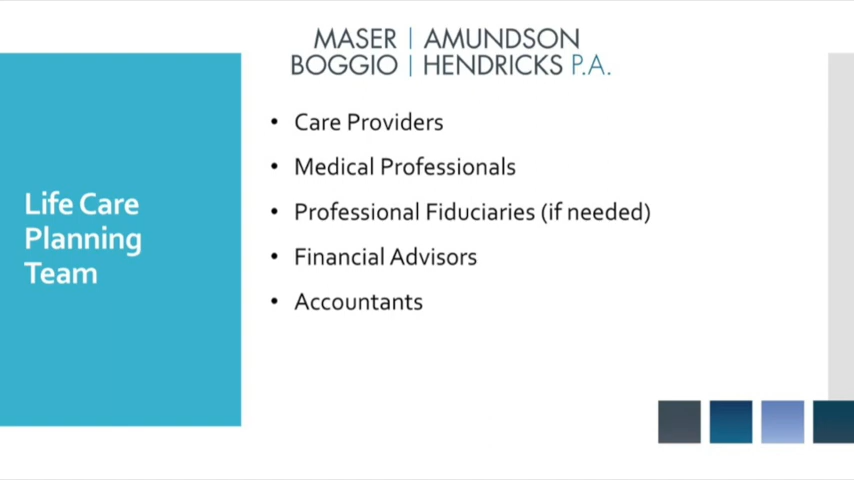 MASER | AMUNDSON
BOGGIO | HENDRICKS P.A.
Life Care
Planning
Team
• Care Providers
• Medical Professionals
• Professional Fiduciaries (if needed)
• Financial Advisors
• Accountants